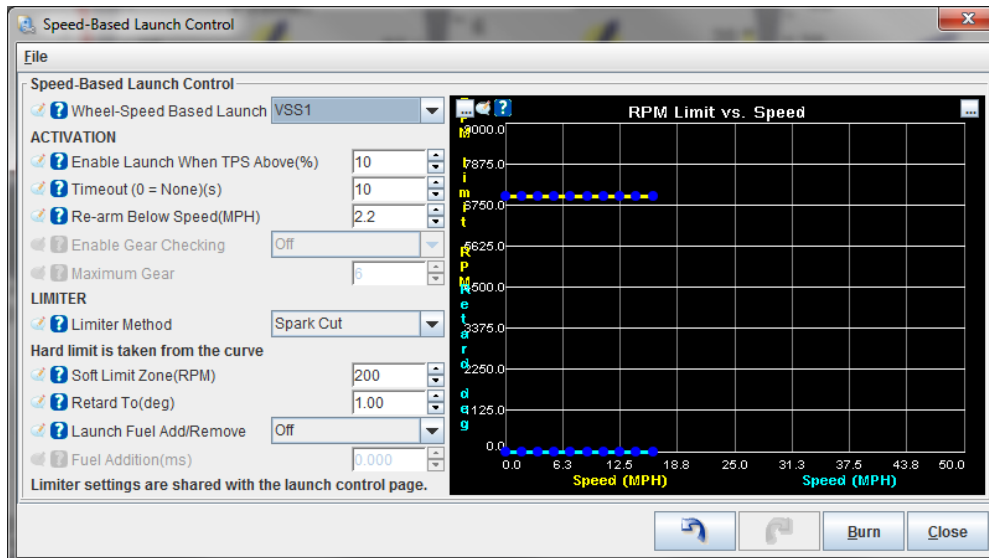 Speed-Based Launch Control
File
Speed-Based Launch Control
Wheel-Speed Based Launch VSS1
ACTIVATION
Enable Launch When TPS Above(%) 10
Timeout (0 = None)(s) 10
Re-arm Below Speed(MPH) 2.2
Enable Gear Checking Off
Maximum Gear 6
LIMITER
Limiter Method Spark Cut
Hard limit is taken from the curve
Soft Limit Zone(RPM) 200
Retard To(deg) 1.00
Launch Fuel Add/Remove Off
Fuel Addition(ms) 0.000
Limiter settings are shared with the launch control page.
RPM Limit vs. Speed
000.0
7875.0
6750.0
5625.0
4500.0
3375.0
2250.0
1125.0
0.0
RPM limit RPM
Retard deg
0.0 6.3 12.5 18.8 25.0 31.3 37.5 43.8 50.0
Speed (MPH) Speed (MPH)
Burn Close